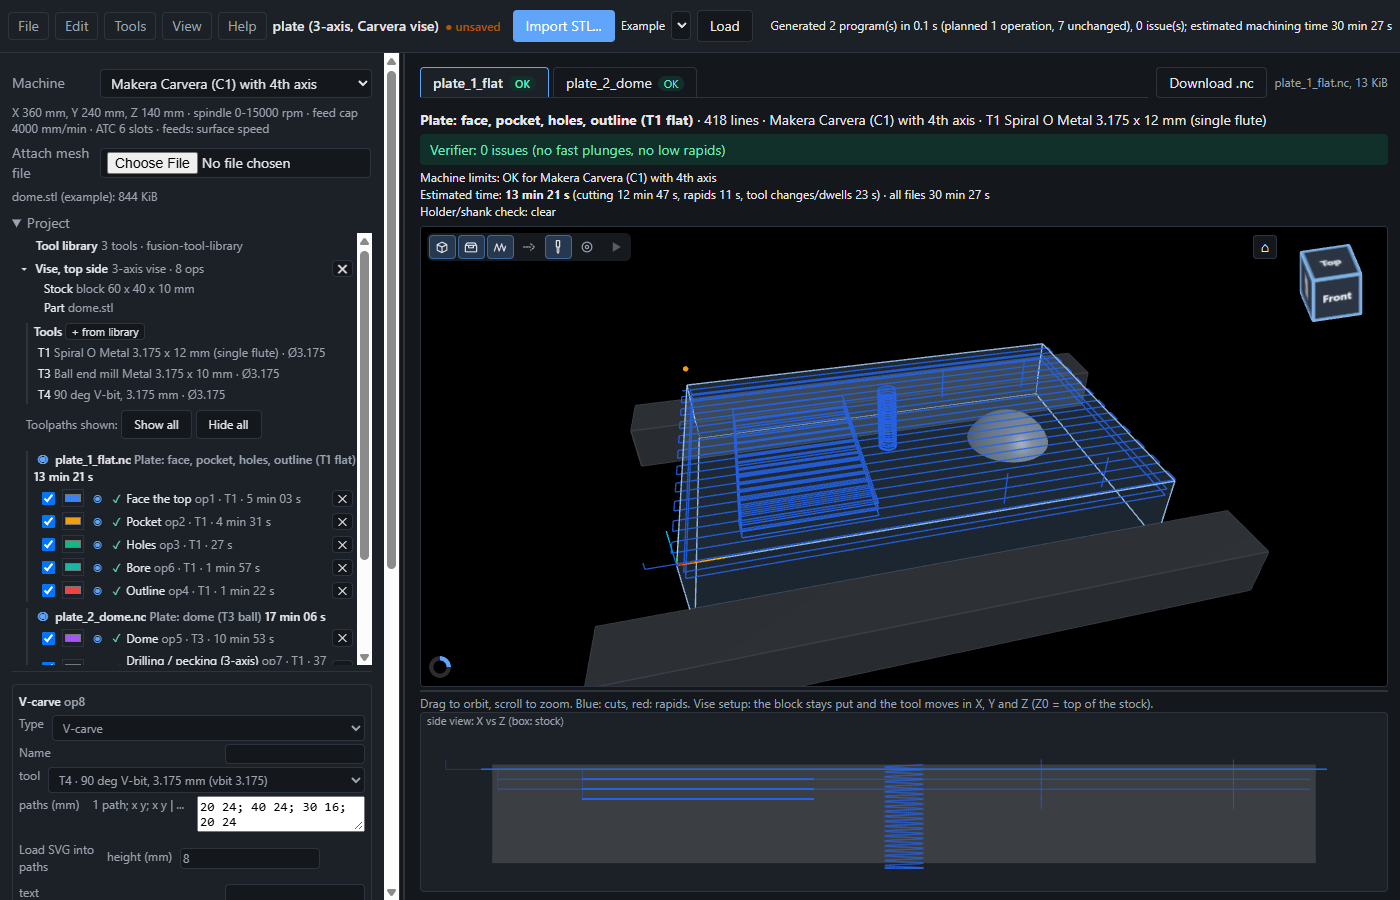 File Edit Tools View Help plate (3-axis, Carvera vise) • unsaved Import STL... Example Load Generated 2 program(s) in 0.1 s (planned 1 operation, 7 unchanged), 0 issue(s); estimated machining time 30 min 27 s
Machine Makera Carvera (C1) with 4th axis
X 360 mm, Y 240 mm, Z 140 mm · spindle 0-15000 rpm · feed cap
4000 mm/min · ATC 6 slots · feeds: surface speed
Attach mesh file Choose File No file chosen
dome.stl (example): 844 KiB
Project
Tool library 3 tools · fusion-tool-library
Vise, top side 3-axis vise · 8 ops
Stock block 60 x 40 x 10 mm
Part dome.stl
Tools + from library
T1 Spiral O Metal 3.175 x 12 mm (single flute) · Ø3.175
T3 Ball end mill Metal 3.175 x 10 mm · Ø3.175
T4 90 deg V-bit, 3.175 mm · Ø3.175
Toolpaths shown: Show all Hide all
plate_1_flat.nc Plate: face, pocket, holes, outline (T1 flat)
13 min 21 s
Face the top op1 · T1 · 5 min 03 s
Pocket op2 · T1 · 4 min 31 s
Holes op3 · T1 · 27 s
Bore op6 · T1 · 1 min 57 s
Outline op4 · T1 · 1 min 22 s
plate_2_dome.nc Plate: dome (T3 ball) 17 min 06 s
Dome op5 · T3 · 10 min 53 s
Drilling / pecking (3-axis) op7 · T1 · 37
V-carve op8
Type V-carve
Name
tool T4 · 90 deg V-bit, 3.175 mm (vbit 3.175)
paths (mm) 1 path; x y; x y | ... 20 24; 40 24; 30 16;
20 24
Load SVG into paths height (mm) 8
text
plate_1_flat OK plate_2_dome OK Download .nc plate_1_flat.nc, 13 KiB
Plate: face, pocket, holes, outline (T1 flat) · 418 lines · Makera Carvera (C1) with 4th axis · T1 Spiral O Metal 3.175 x 12 mm (single flute)
Verifier: 0 issues (no fast plunges, no low rapids)
Machine limits: OK for Makera Carvera (C1) with 4th axis
Estimated time: 13 min 21 s (cutting 12 min 47 s, rapids 11 s, tool changes/dwells 23 s) · all files 30 min 27 s
Holder/shank check: clear
Top
Front
Drag to orbit, scroll to zoom. Blue: cuts, red: rapids. Vise setup: the block stays put and the tool moves in X, Y and Z (Z0 = top of the stock).
side view: X vs Z (box: stock)